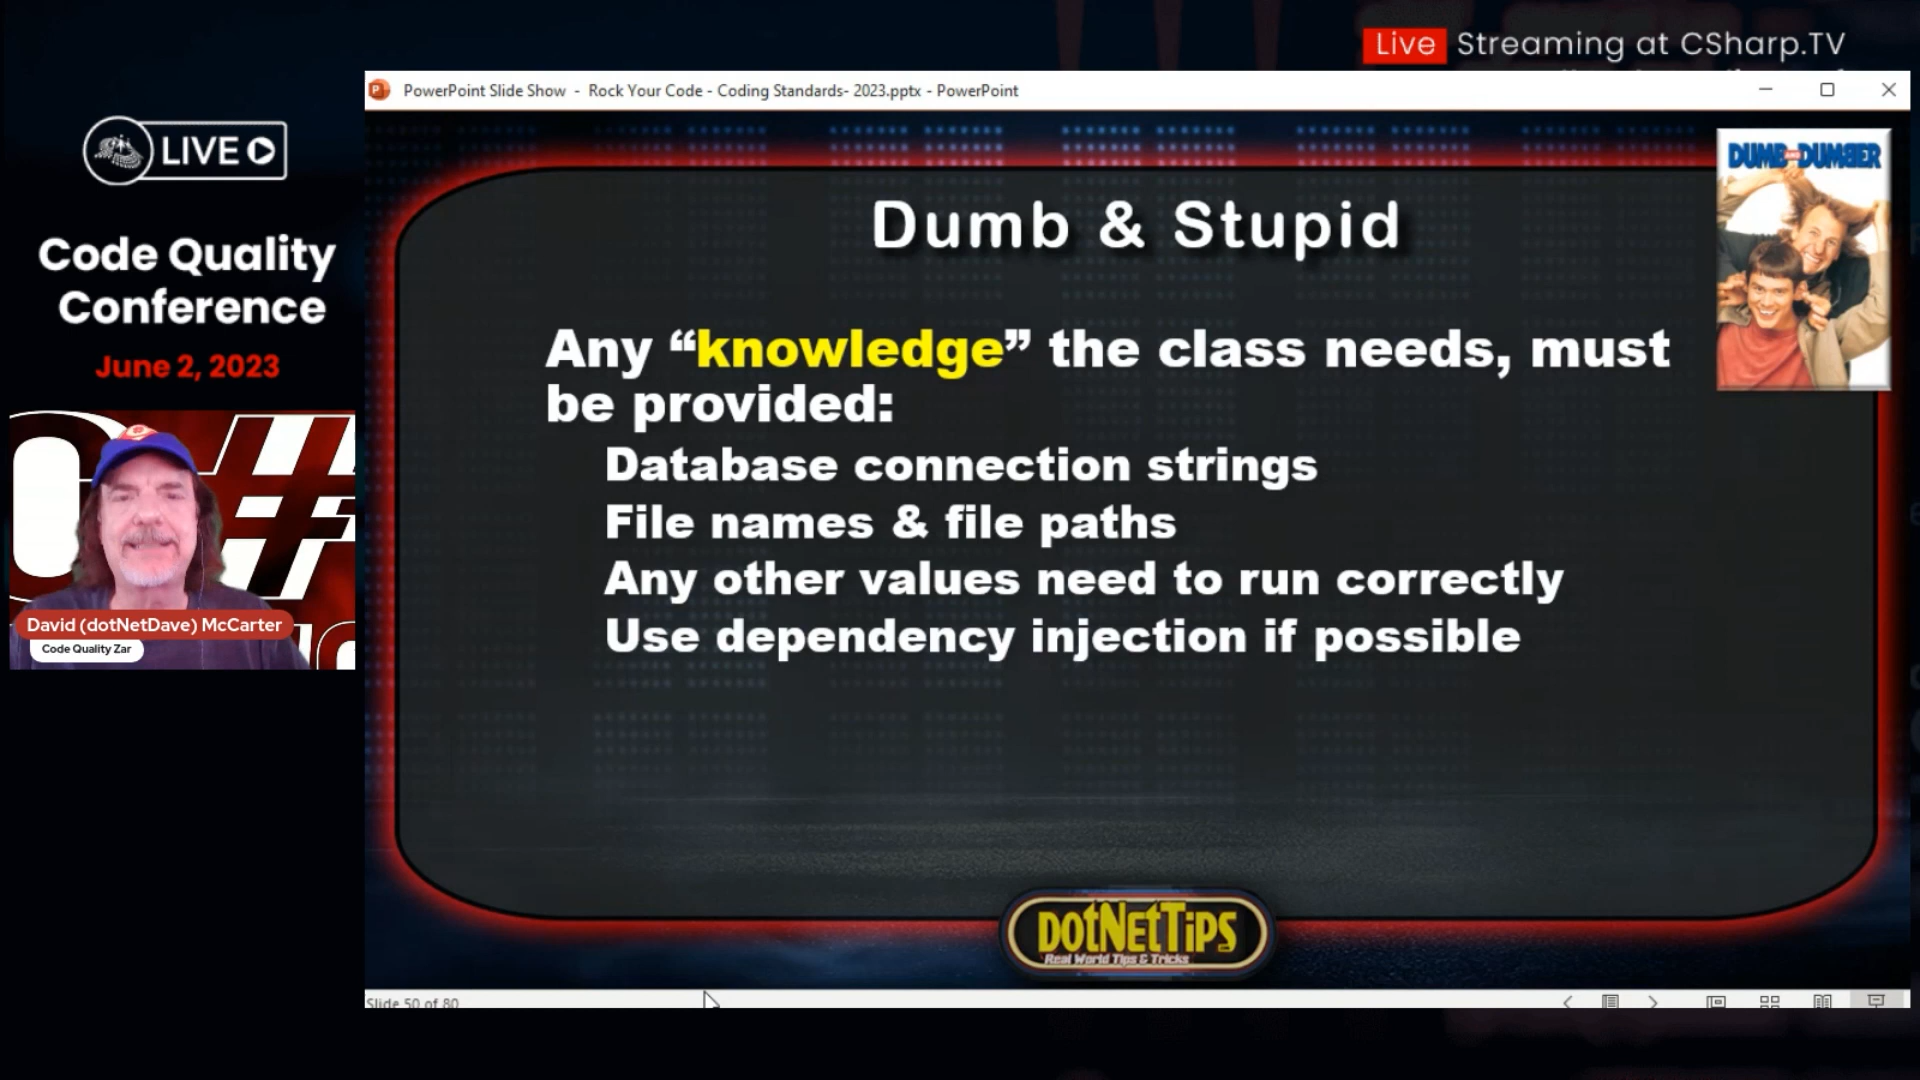 Live Streaming at CSharp.TV
P PowerPoint Slide Show - Rock Your Code - Coding Standards- 2023.pptx - PowerPoint
LIVE
Code Quality
Conference
June 2, 2023
David (dotNetDave) McCarter
Code Quality Zar
DUMB AND DUMBER
Dumb & Stupid
Any “knowledge” the class needs, must
be provided:
Database connection strings
File names & file paths
Any other values need to run correctly
Use dependency injection if possible
dotNetTips
Real World Tips & Tricks
Slide 50 of 80